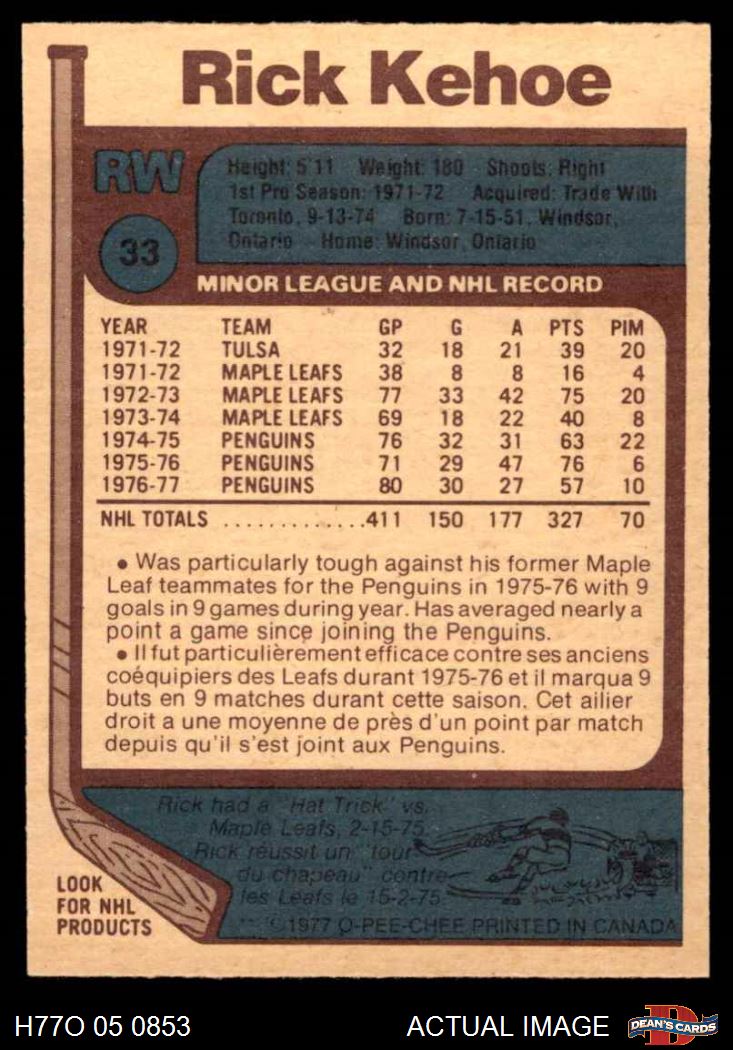 Rick Kehoe
RW
Height: 5'11 Weight: 180 Shoots: Right
1st Pro Season: 1971-72 Acquired: Trade With
Toronto, 9-13-74 Born: 7-15-51, Windsor,
Ontario Home: Windsor, Ontario
33
MINOR LEAGUE AND NHL RECORD
YEAR TEAM GP G A PTS PIM
1971-72 TULSA 32 18 21 39 20
1971-72 MAPLE LEAFS 38 8 8 16 4
1972-73 MAPLE LEAFS 77 33 42 75 20
1973-74 MAPLE LEAFS 69 18 22 40 8
1974-75 PENGUINS 76 32 31 63 22
1975-76 PENGUINS 71 29 47 76 6
1976-77 PENGUINS 80 30 27 57 10
NHL TOTALS .............411 150 177 327 70
• Was particularly tough against his former Maple
Leaf teammates for the Penguins in 1975-76 with 9
goals in 9 games during year. Has averaged nearly a
point a game since joining the Penguins.
• Il fut particulièrement efficace contre ses anciens
coéquipiers des Leafs durant 1975-76 et il marqua 9
buts en 9 matches durant cette saison. Cet ailier
droit a une moyenne de près d'un point par match
depuis qu'il s'est joint aux Penguins.
Rick had a "Hat Trick" vs.
Maple Leafs, 2-15-75.
Rick réussit un "tour
du chapeau" contre
les Leafs le 15-2-75.
LOOK
FOR NHL
PRODUCTS
©1977 O-PEE-CHEE PRINTED IN CANADA
H77O 05 0853
ACTUAL IMAGE
D
DEAN'S CARDS